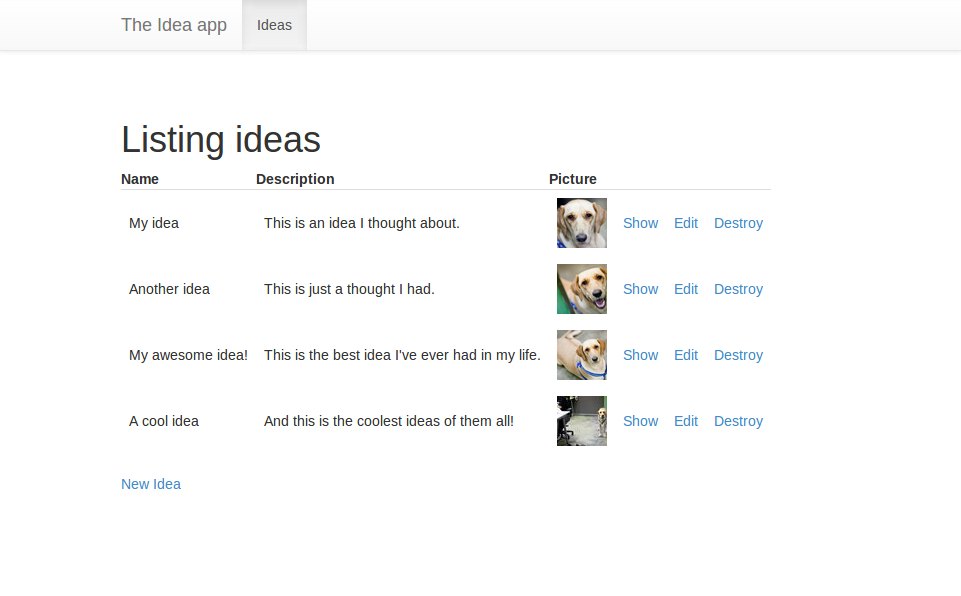 The Idea app Ideas
Listing ideas
Name Description Picture
My idea This is an idea I thought about. Show Edit Destroy
Another idea This is just a thought I had. Show Edit Destroy
My awesome idea! This is the best idea I've ever had in my life. Show Edit Destroy
A cool idea And this is the coolest ideas of them all! Show Edit Destroy
New Idea